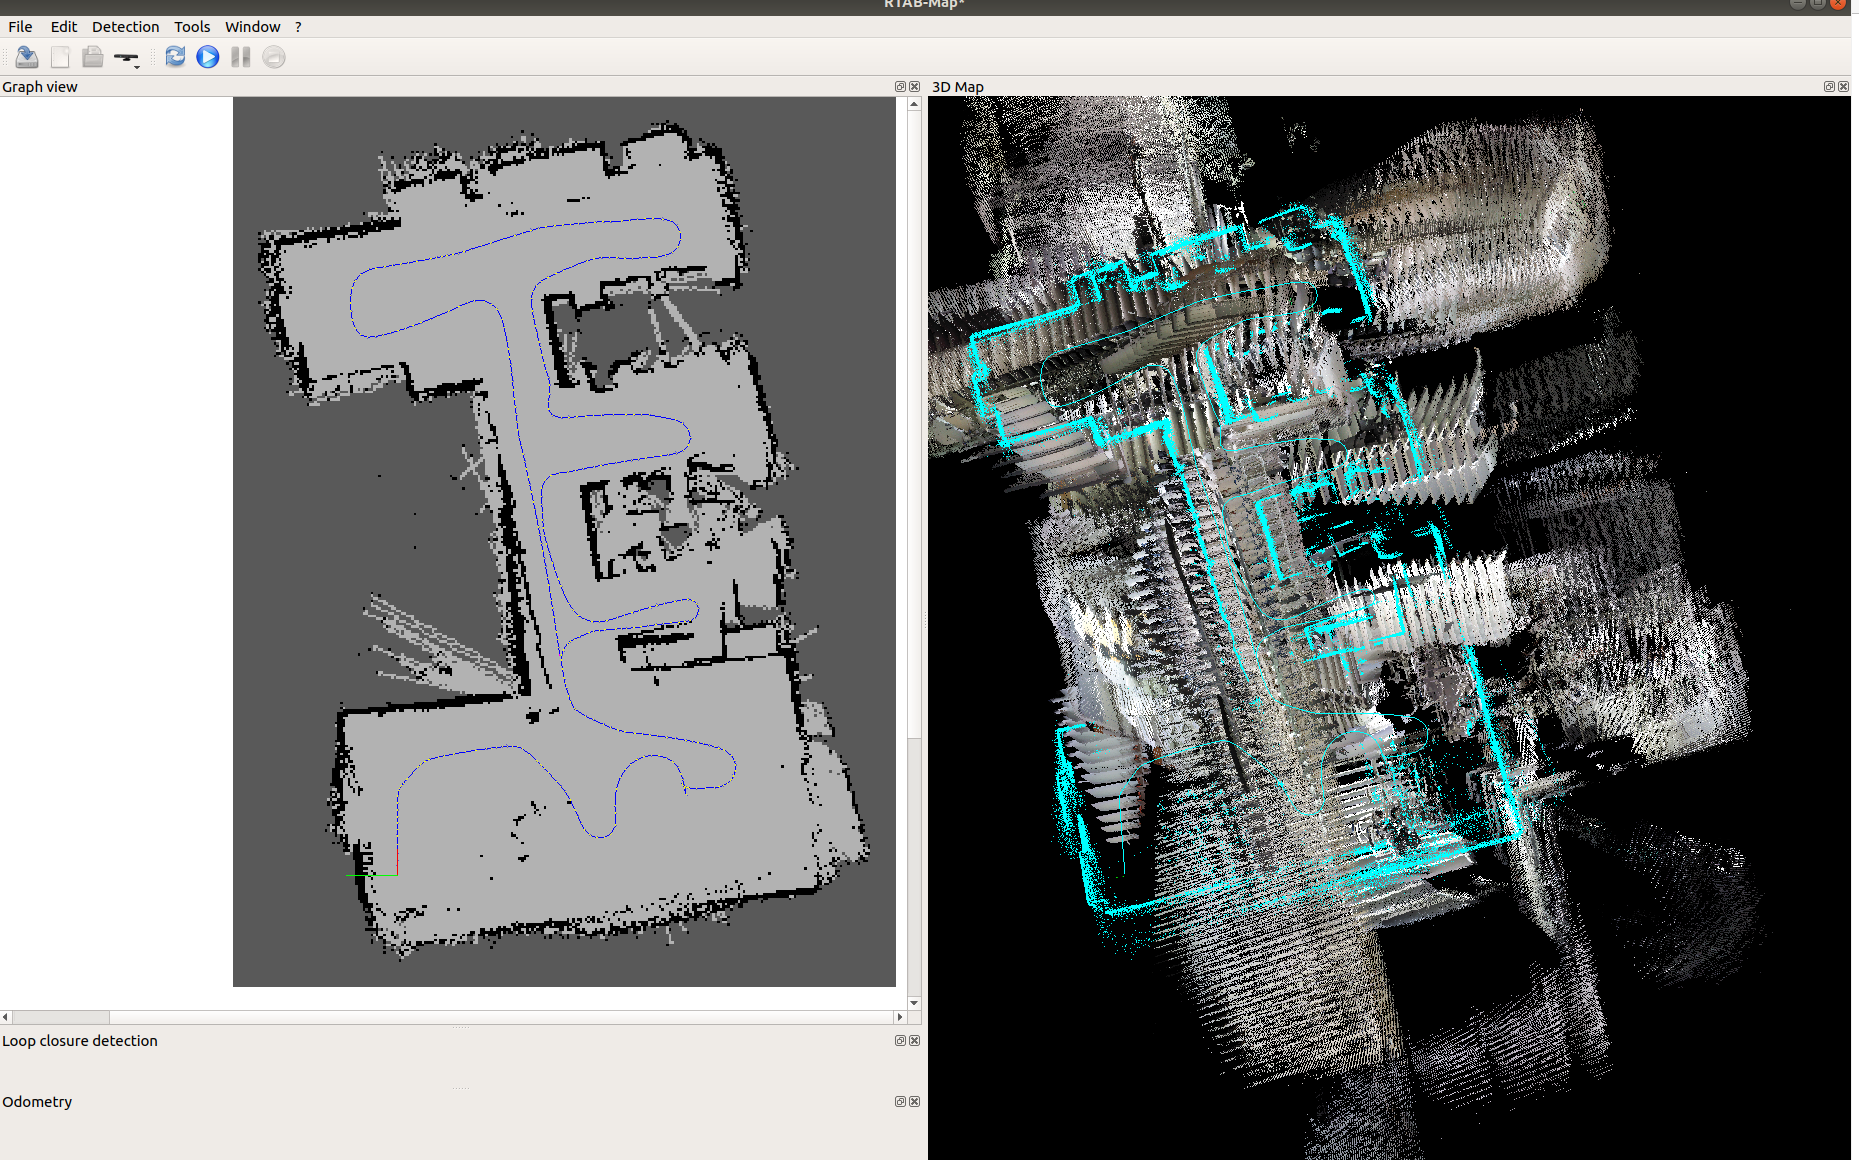 RTAB-Map*
File Edit Detection Tools Window ?
Graph view
3D Map
Loop closure detection
Odometry